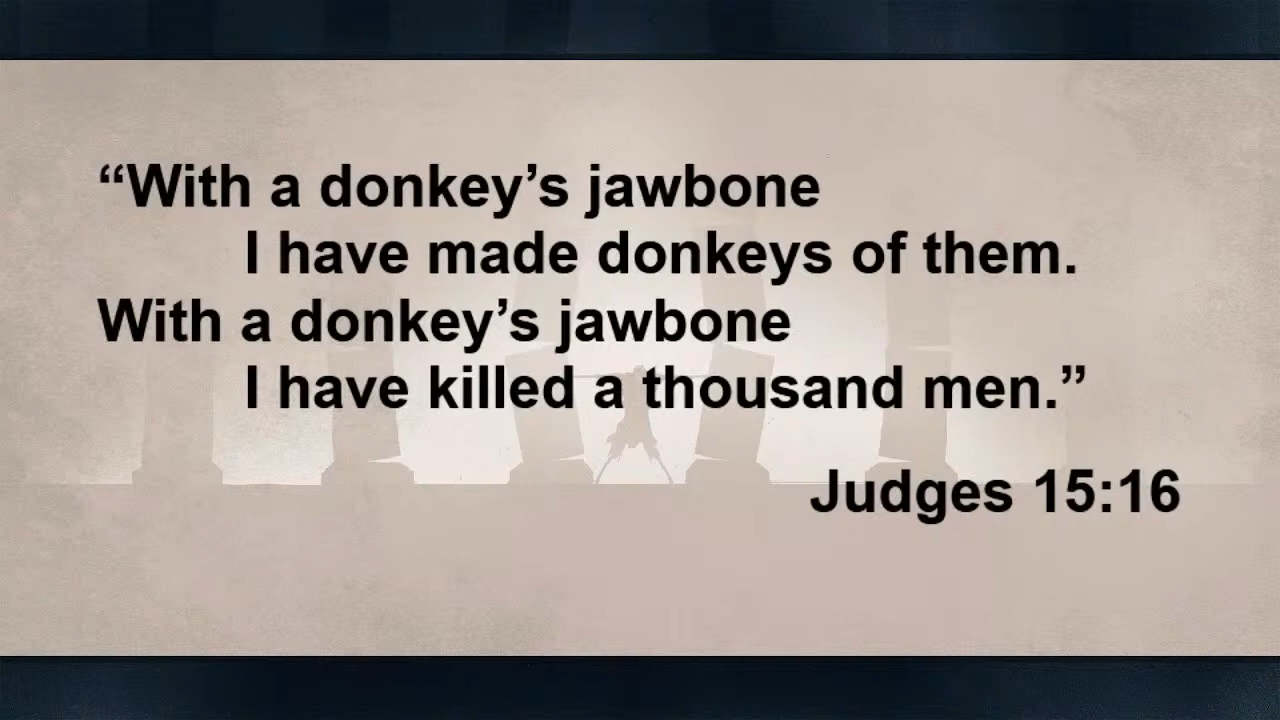 “With a donkey’s jawbone
I have made donkeys of them.
With a donkey’s jawbone
I have killed a thousand men.”
Judges 15:16